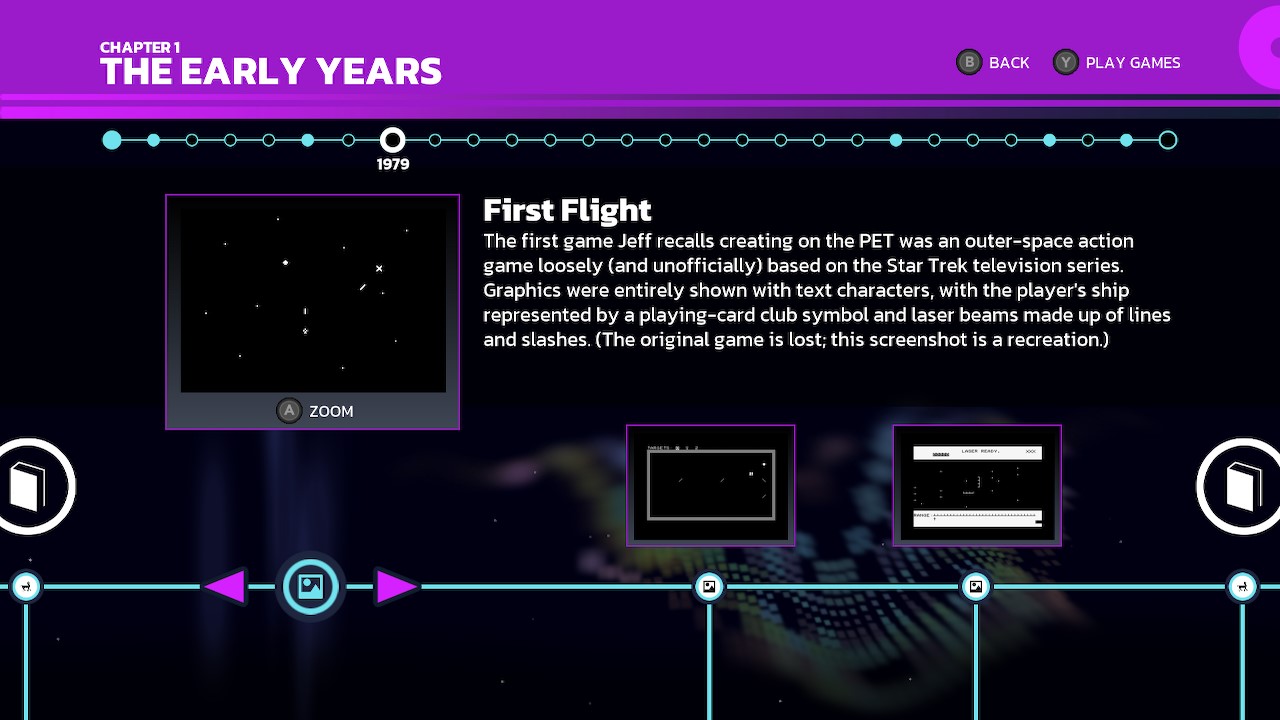 CHAPTER 1
THE EARLY YEARS
B BACK
Y PLAY GAMES
1979
First Flight
The first game Jeff recalls creating on the PET was an outer-space action
game loosely (and unofficially) based on the Star Trek television series.
Graphics were entirely shown with text characters, with the player's ship
represented by a playing-card club symbol and laser beams made up of lines
and slashes. (The original game is lost; this screenshot is a recreation.)
A ZOOM
LASER READY.